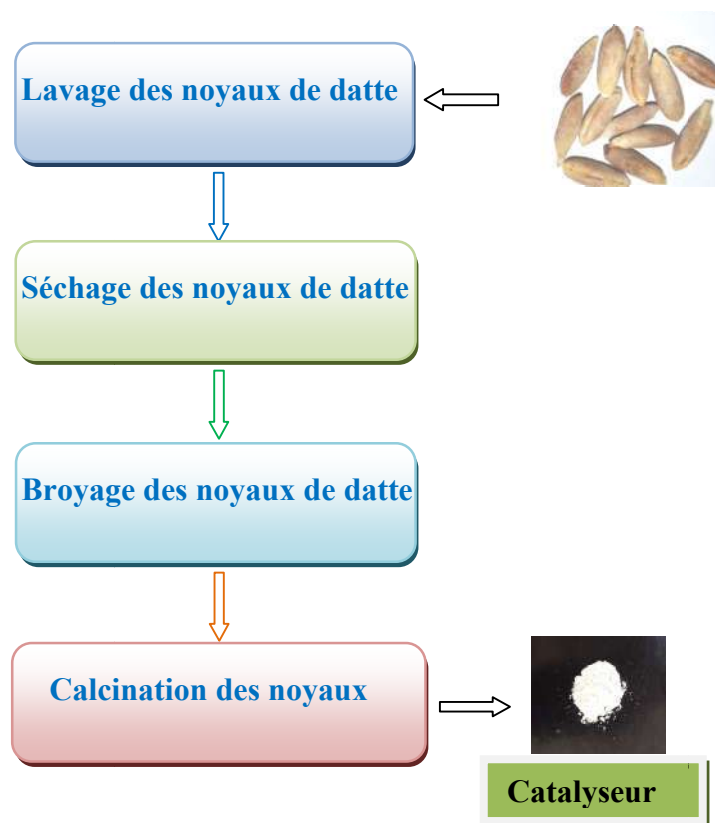 Lavage des noyaux de datte
Séchage des noyaux de datte
Broyage des noyaux de datte
Calcination des noyaux
Catalyseur